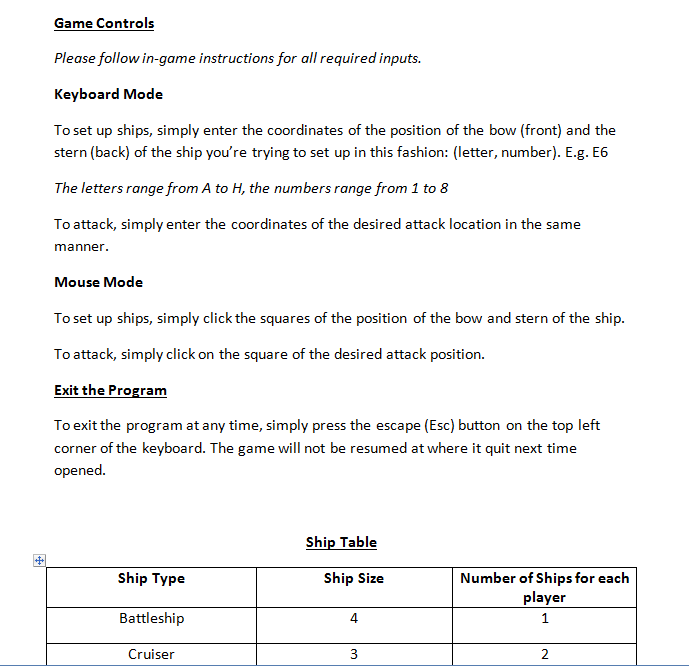 Game Controls
Please follow in-game instructions for all required inputs.
Keyboard Mode
To set up ships, simply enter the coordinates of the position of the bow (front) and the
stern (back) of the ship you're trying to set up in this fashion: (letter, number). E.g. E6
The letters range from A to H, the numbers range from 1 to 8
To attack, simply enter the coordinates of the desired attack location in the same
manner.
Mouse Mode
To set up ships, simply click the squares of the position of the bow and stern of the ship.
To attack, simply click on the square of the desired attack position.
Exit the Program
To exit the program at any time, simply press the escape (Esc) button on the top left
corner of the keyboard. The game will not be resumed at where it quit next time
opened.
Ship Table
Ship Type Ship Size Number of Ships for each
player
Battleship 4 1
Cruiser 3 2